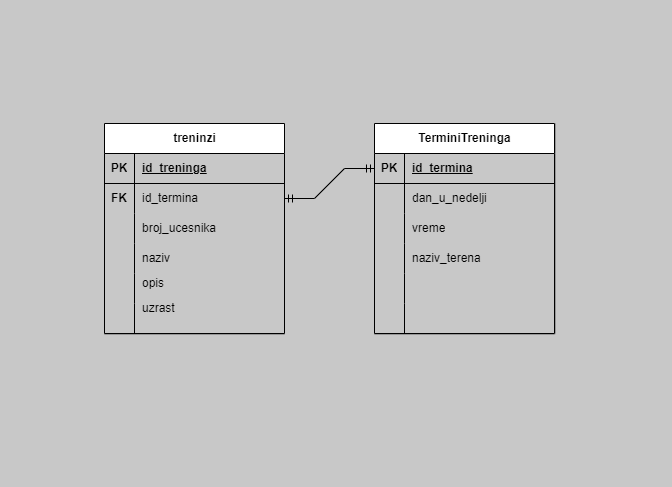 treninzi
PK id_treninga
FK id_termina
broj_ucesnika
naziv
opis
uzrast
TerminiTreninga
PK id_termina
dan_u_nedelji
vreme
naziv_terena